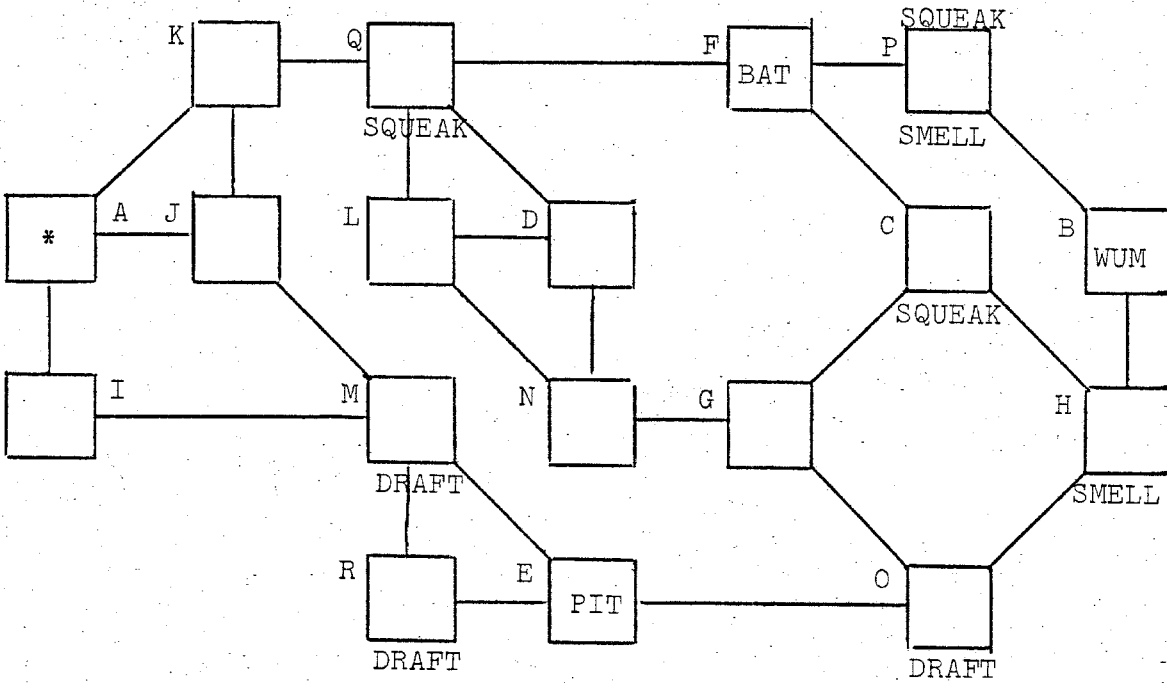 SQUEAK
K Q F BAT P
SQUEAK SMELL
* A J L D C B WUM
SQUEAK
I M N G H
DRAFT SMELL
R E PIT O
DRAFT DRAFT